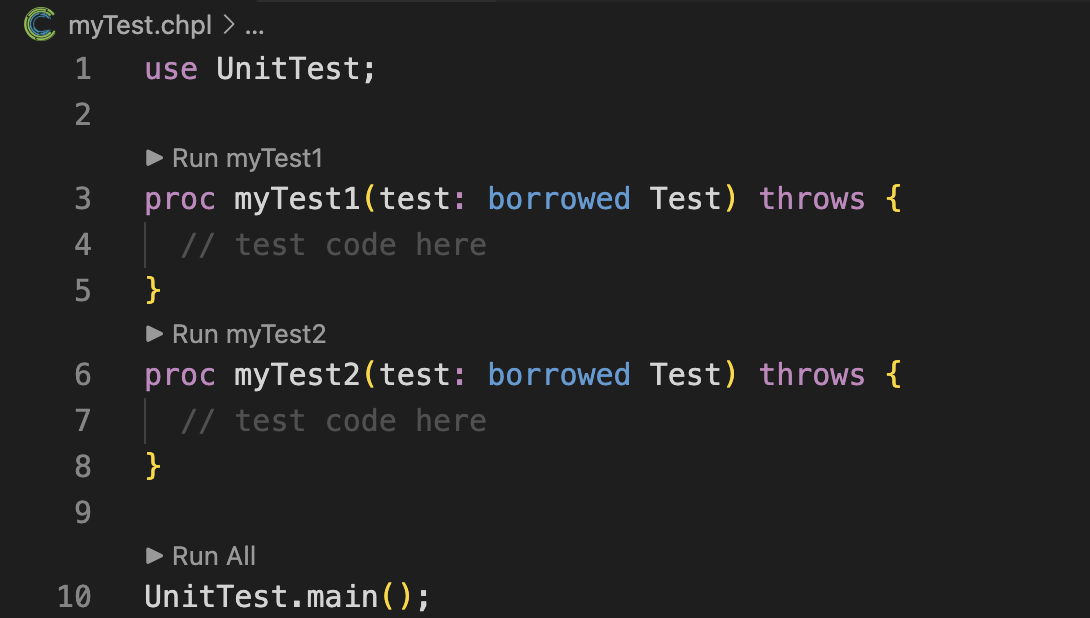 myTest.chpl > ...
1 use UnitTest;
2
▶ Run myTest1
3 proc myTest1(test: borrowed Test) throws {
4 // test code here
5 }
▶ Run myTest2
6 proc myTest2(test: borrowed Test) throws {
7 // test code here
8 }
9
▶ Run All
10 UnitTest.main();